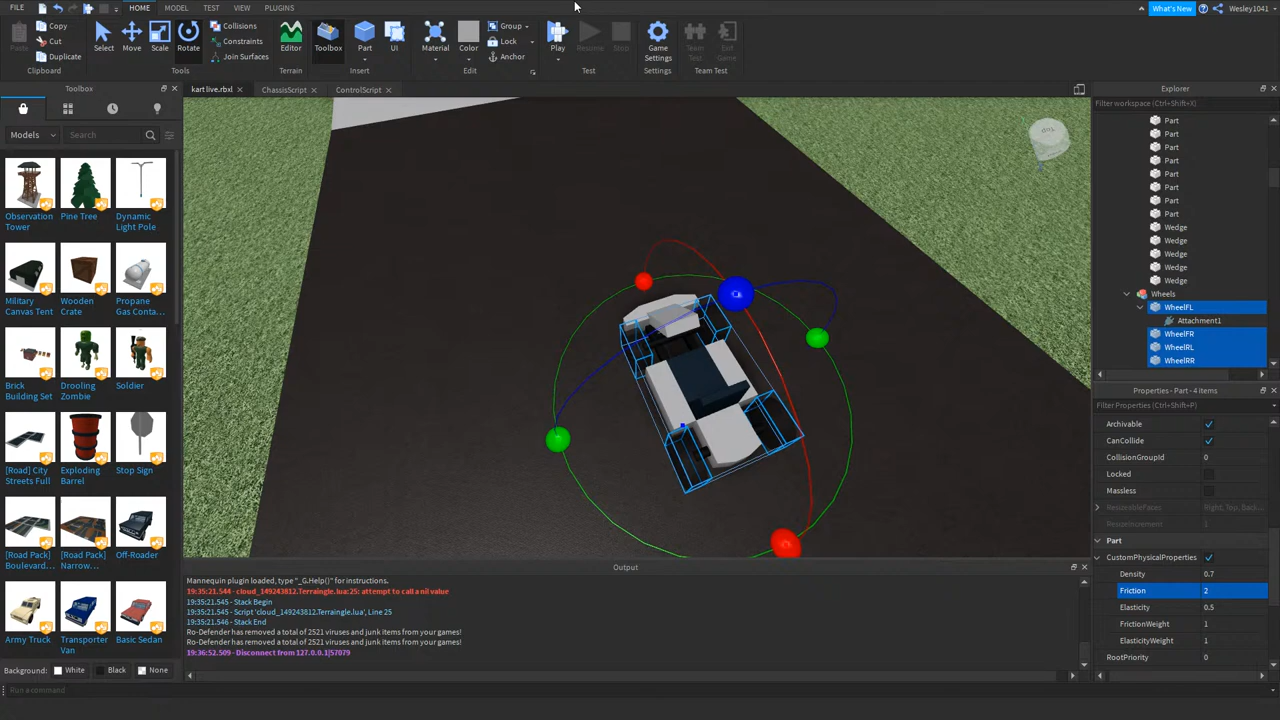 FILE HOME MODEL TEST VIEW PLUGINS What's New Wesley1041
Paste Copy Cut Duplicate Clipboard
Select Move Scale Rotate Collisions Constraints Join Surfaces Tools
Editor Terrain
Toolbox Part UI Insert
Material Color Group Lock Anchor Edit
Play Resume Stop Test
Game Settings Settings
Team Test Exit Game Team Test
Toolbox
Models Search
Observation Tower
Pine Tree
Dynamic Light Pole
Military Canvas Tent
Wooden Crate
Propane Gas Conta...
Brick Building Set
Drooling Zombie
Soldier
[Road] City Streets Full
Exploding Barrel
Stop Sign
[Road Pack] Boulevard...
[Road Pack] Narrow...
Off-Roader
Army Truck
Transporter Van
Basic Sedan
Background: White Black None
Run a command
kart live.rbxl ChassisScript ControlScript
Output
Mannequin plugin loaded, type "_G.Help()" for instructions.
19:35:21.544 - cloud_149243812.Terraingle.lua:25: attempt to call a nil value
19:35:21.545 - Stack Begin
19:35:21.545 - Script 'cloud_149243812.Terraingle.lua', Line 25
19:35:21.546 - Stack End
Ro-Defender has removed a total of 2521 viruses and junk items from your games!
Ro-Defender has removed a total of 2521 viruses and junk items from your games!
19:36:52.509 - Disconnect from 127.0.0.1|57079
Explorer
Filter workspace (Ctrl+Shift+X)
Part
Part
Part
Part
Part
Part
Part
Part
Wedge
Wedge
Wedge
Wedge
Wedge
Wheels
WheelFL
Attachment1
WheelFR
WheelRL
WheelRR
Properties - Part - 4 items
Filter Properties (Ctrl+Shift+P)
Archivable
CanCollide
CollisionGroupId 0
Locked
Massless
ResizeableFaces Right, Top, Back...
ResizeIncrement 1
Part
CustomPhysicalProperties
Density 0.7
Friction 2
Elasticity 0.5
FrictionWeight 1
ElasticityWeight 1
RootPriority 0